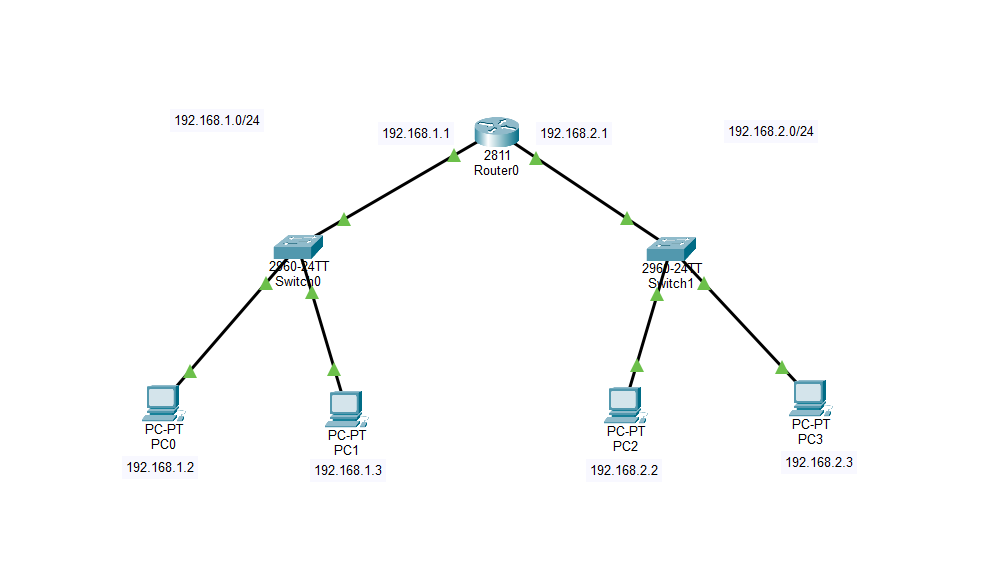 192.168.1.0/24
192.168.1.1
192.168.2.1
192.168.2.0/24
2811
Router0
2960-24TT
Switch0
2960-24TT
Switch1
PC-PT
PC0
192.168.1.2
PC-PT
PC1
192.168.1.3
PC-PT
PC2
192.168.2.2
PC-PT
PC3
192.168.2.3